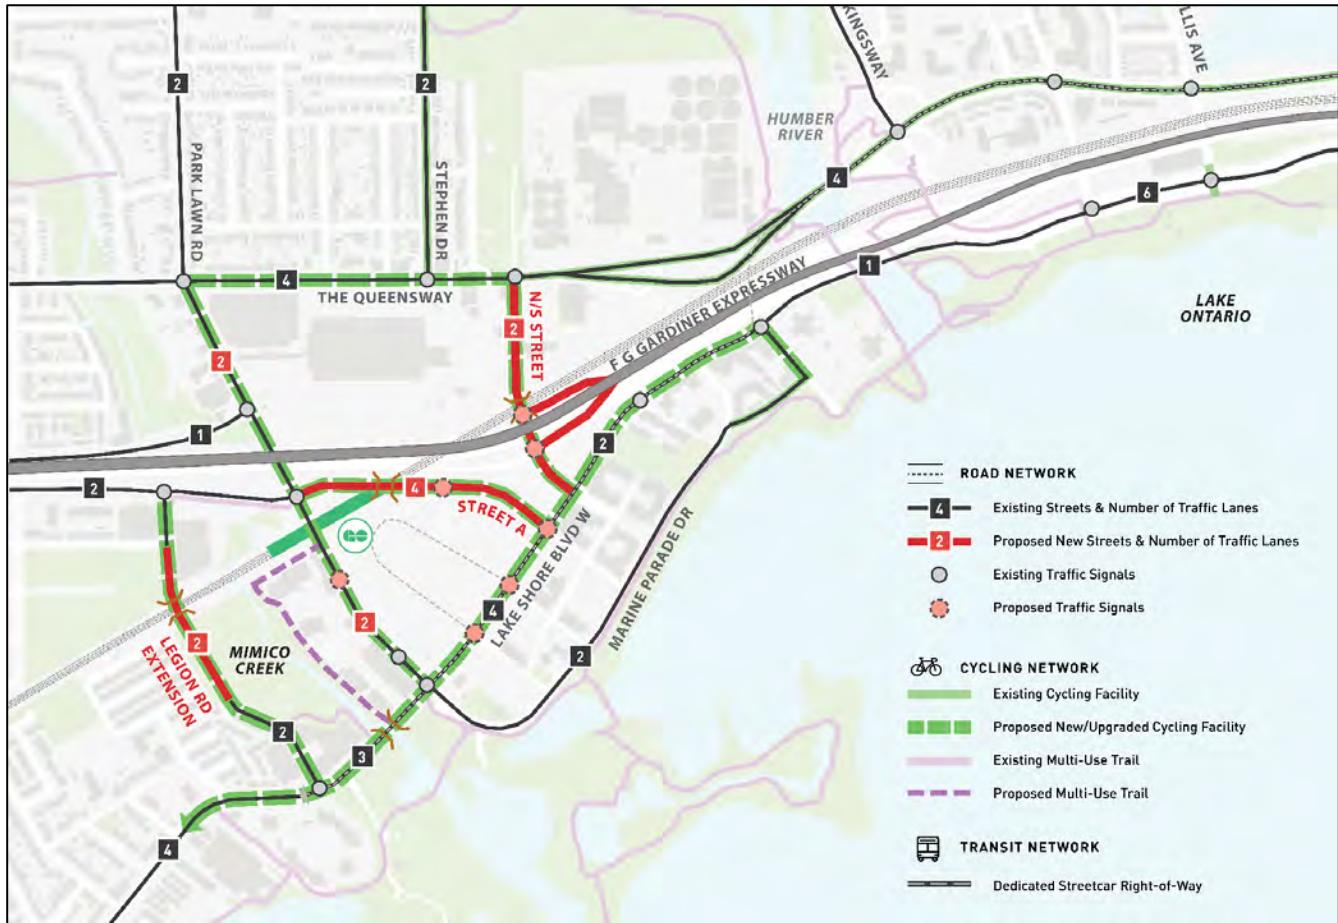 KINGSWAY
LLIS AVE
2
2
HUMBER
RIVER
PARK LAWN RD
STEPHEN DR
4
6
4
THE QUEENSWAY
1
N/S STREET
2
F G GARDINER EXPRESSWAY
LAKE
ONTARIO
2
1
2
2
4
STREET A
LAKE SHORE BLVD W
MARINE PARADE DR
4
2
2
MIMICO
CREEK
LEGION RD
EXTENSION
2
2
3
4
ROAD NETWORK
4 Existing Streets & Number of Traffic Lanes
2 Proposed New Streets & Number of Traffic Lanes
Existing Traffic Signals
Proposed Traffic Signals
CYCLING NETWORK
Existing Cycling Facility
Proposed New/Upgraded Cycling Facility
Existing Multi-Use Trail
Proposed Multi-Use Trail
TRANSIT NETWORK
Dedicated Streetcar Right-of-Way